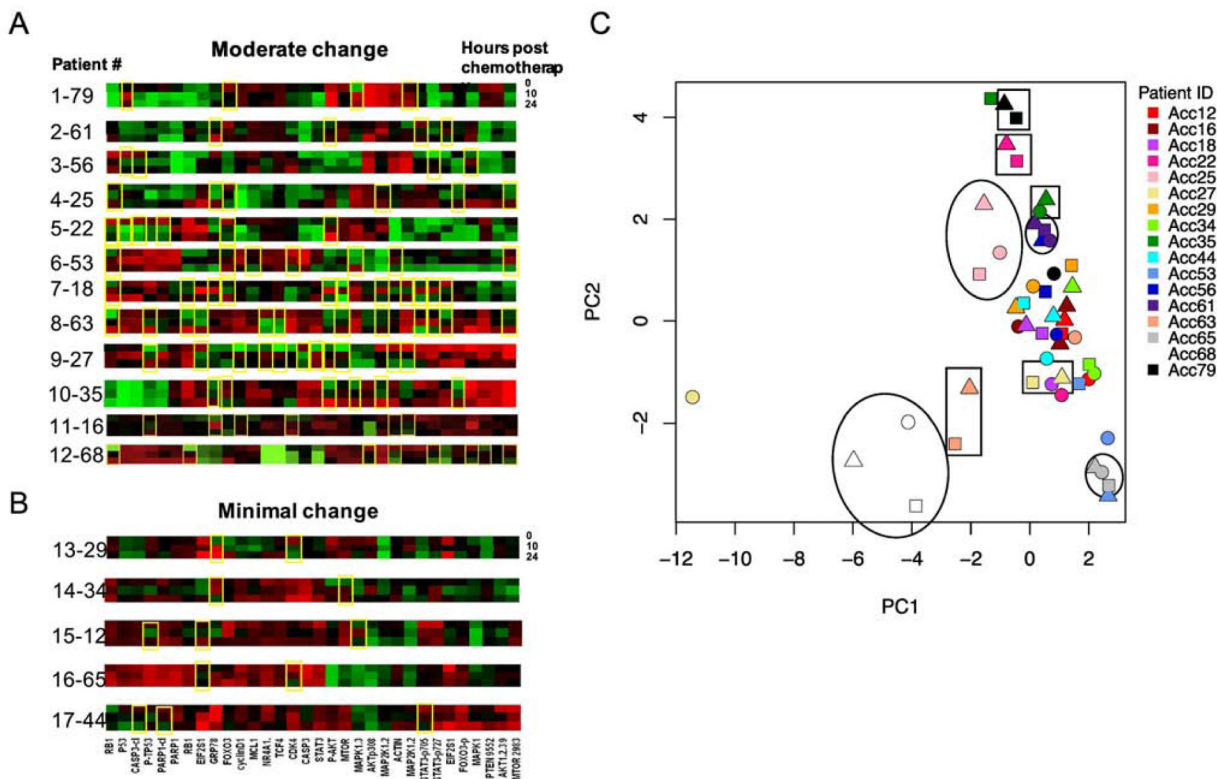 A
Moderate change
Patient #
Hours post
chemotherap
0
10
24
1-79
2-61
3-56
4-25
5-22
6-53
7-18
8-63
9-27
10-35
11-16
12-68
B
Minimal change
0
10
24
13-29
14-34
15-12
16-65
17-44
RB1
P53
CASP3-cl
P-TP53
PARP1-cl
PARP1
RB1
EIF2S1
GRP78
FOXO3
cyclinD1
MCL1
NR4A1.
TCF4
CDK4
CASP3
STAT3
P-AKT
MTOR
MAPK1.3
AKTp308
MAP2K1.2
ACTIN
MAP2K1.2
STAT3-p705
STAT3-p727
EIF2S1
FOXO3-p
MAPK1
PTEN 9552
AKT1.2.39
MTOR 2983
C
4
2
0
−2
PC2
−12
−10
−8
−6
−4
−2
0
2
PC1
Patient ID
Acc12
Acc16
Acc18
Acc22
Acc25
Acc27
Acc29
Acc34
Acc35
Acc44
Acc53
Acc56
Acc61
Acc63
Acc65
Acc68
Acc79